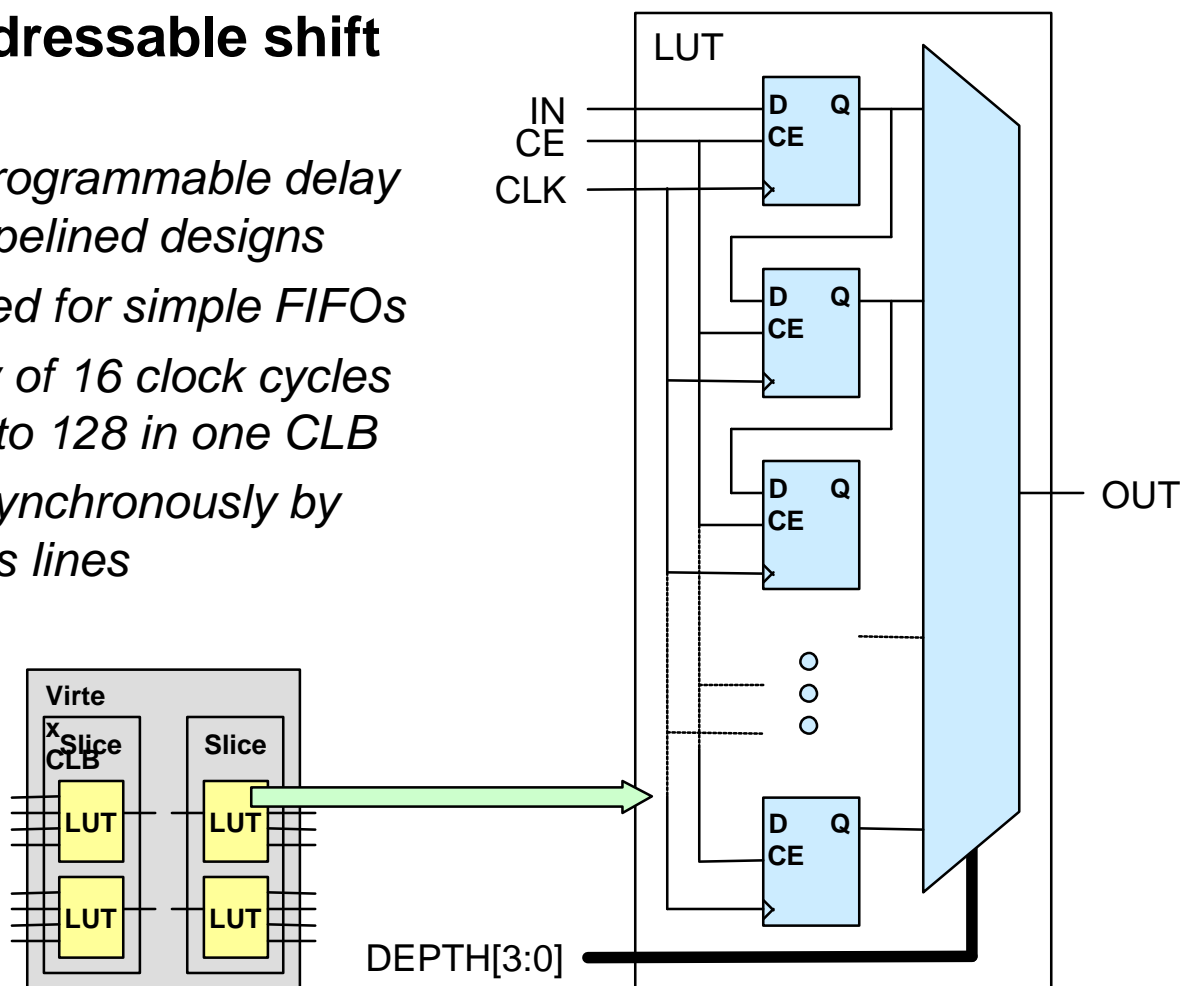 dressable shift
rogrammable delay
pelined designs
ed for simple FIFOs
of 16 clock cycles
to 128 in one CLB
ynchronously by
s lines
LUT
IN
CE
CLK
D Q
CE
D Q
CE
D Q
CE
D Q
CE
OUT
DEPTH[3:0]
Virte
x
CLB
Slice
Slice
LUT
LUT
LUT
LUT